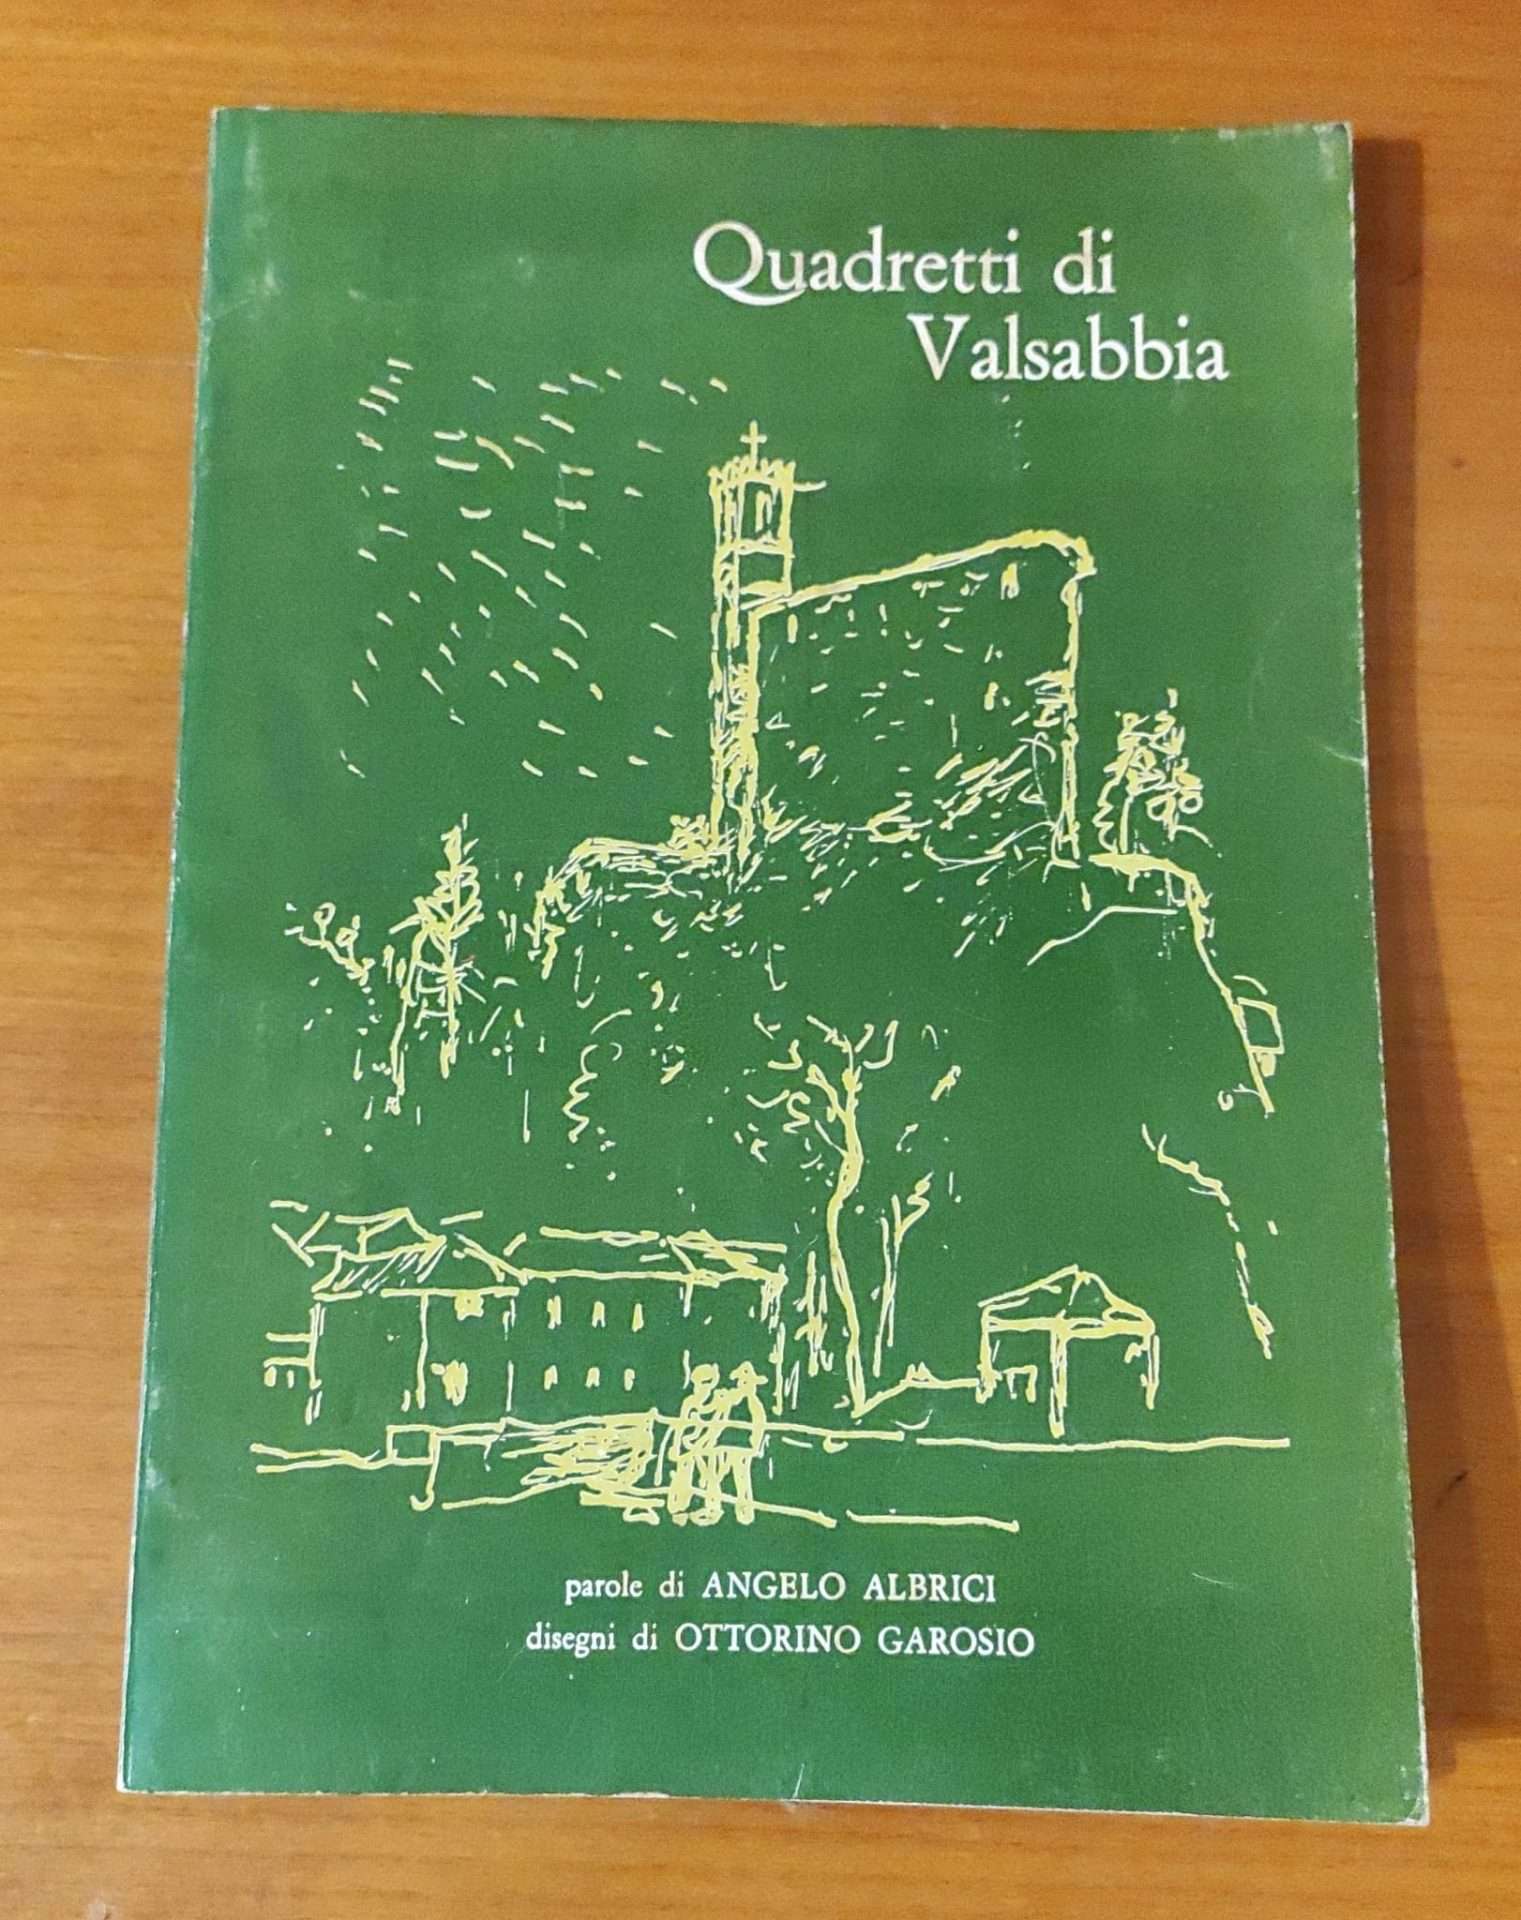 Quadretti di
Valsabbia
parole di ANGELO ALBRICI
disegni di OTTORINO GAROSIO